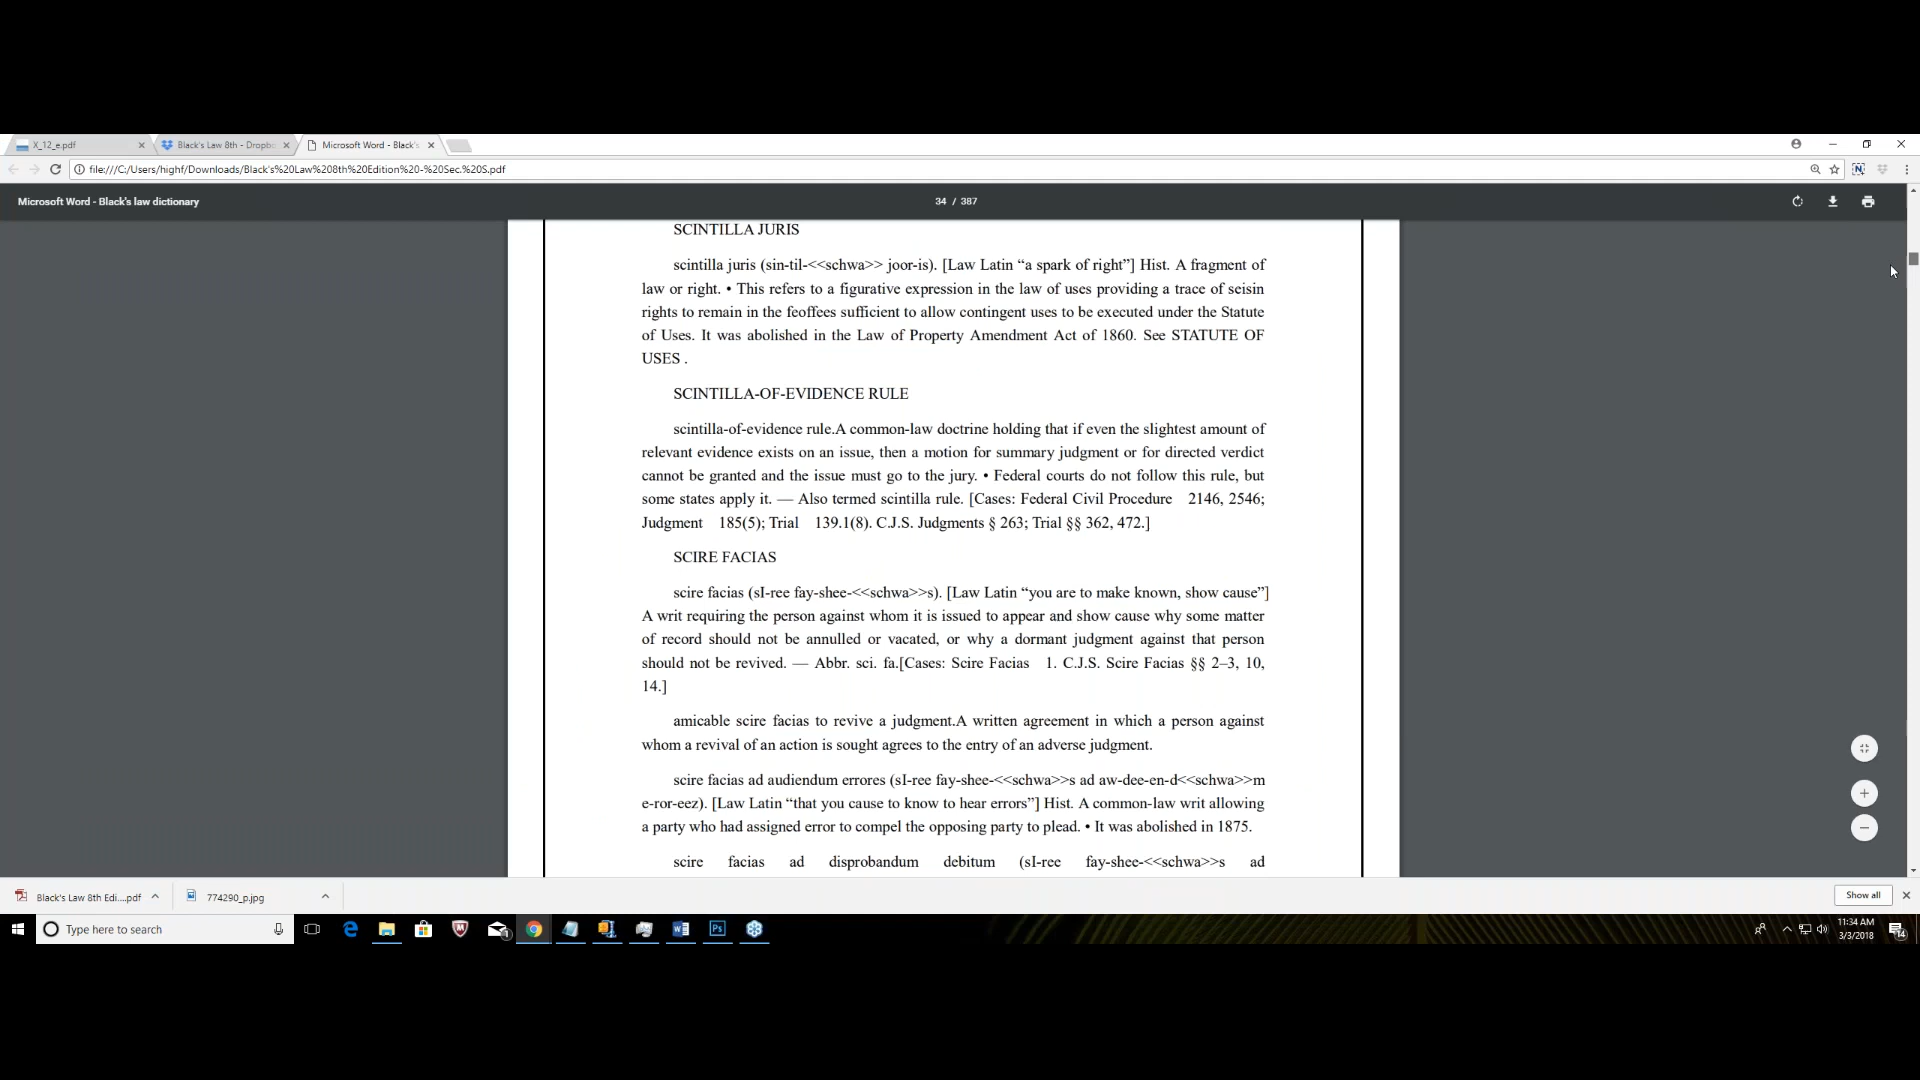 X_12_e.pdf
Black's Law 8th - Dropbo
Microsoft Word - Black's
file:///C:/Users/highf/Downloads/Black's%20Law%208th%20Edition%20-%20Sec.%20S.pdf
Microsoft Word - Black's law dictionary
34 / 387
SCINTILLA JURIS
scintilla juris (sin-til-<<schwa>> joor-is). [Law Latin “a spark of right”] Hist. A fragment of
law or right. • This refers to a figurative expression in the law of uses providing a trace of seisin
rights to remain in the feoffees sufficient to allow contingent uses to be executed under the Statute
of Uses. It was abolished in the Law of Property Amendment Act of 1860. See STATUTE OF
USES .
SCINTILLA-OF-EVIDENCE RULE
scintilla-of-evidence rule.A common-law doctrine holding that if even the slightest amount of
relevant evidence exists on an issue, then a motion for summary judgment or for directed verdict
cannot be granted and the issue must go to the jury. • Federal courts do not follow this rule, but
some states apply it. — Also termed scintilla rule. [Cases: Federal Civil Procedure 2146, 2546;
Judgment 185(5); Trial 139.1(8). C.J.S. Judgments § 263; Trial §§ 362, 472.]
SCIRE FACIAS
scire facias (sI-ree fay-shee-<<schwa>>s). [Law Latin “you are to make known, show cause”]
A writ requiring the person against whom it is issued to appear and show cause why some matter
of record should not be annulled or vacated, or why a dormant judgment against that person
should not be revived. — Abbr. sci. fa.[Cases: Scire Facias 1. C.J.S. Scire Facias §§ 2–3, 10,
14.]
amicable scire facias to revive a judgment.A written agreement in which a person against
whom a revival of an action is sought agrees to the entry of an adverse judgment.
scire facias ad audiendum errores (sI-ree fay-shee-<<schwa>>s ad aw-dee-en-d<<schwa>>m
e-ror-eez). [Law Latin “that you cause to know to hear errors”] Hist. A common-law writ allowing
a party who had assigned error to compel the opposing party to plead. • It was abolished in 1875.
scire facias ad disprobandum debitum (sI-ree fay-shee-<<schwa>>s ad
Black's Law 8th Edi....pdf
774290_p.jpg
Show all
Type here to search
Ps
11:34 AM
3/3/2018
14